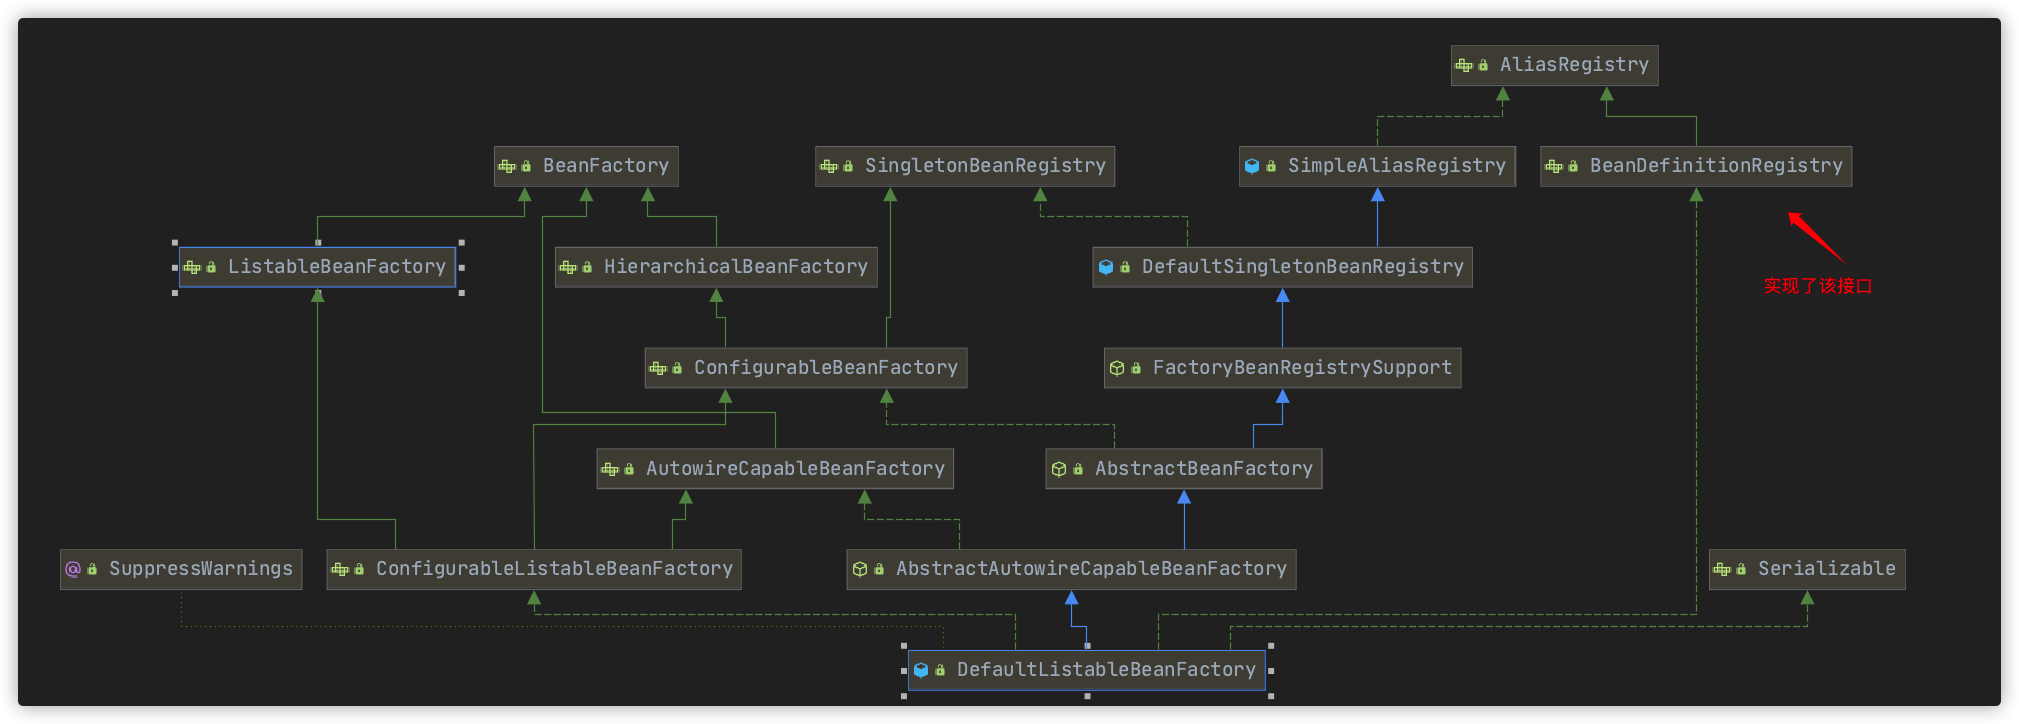 AliasRegistry
BeanFactory
SingletonBeanRegistry
SimpleAliasRegistry
BeanDefinitionRegistry
ListableBeanFactory
HierarchicalBeanFactory
DefaultSingletonBeanRegistry
实现了该接口
ConfigurableBeanFactory
FactoryBeanRegistrySupport
AutowireCapableBeanFactory
AbstractBeanFactory
@ SuppressWarnings
ConfigurableListableBeanFactory
AbstractAutowireCapableBeanFactory
Serializable
DefaultListableBeanFactory